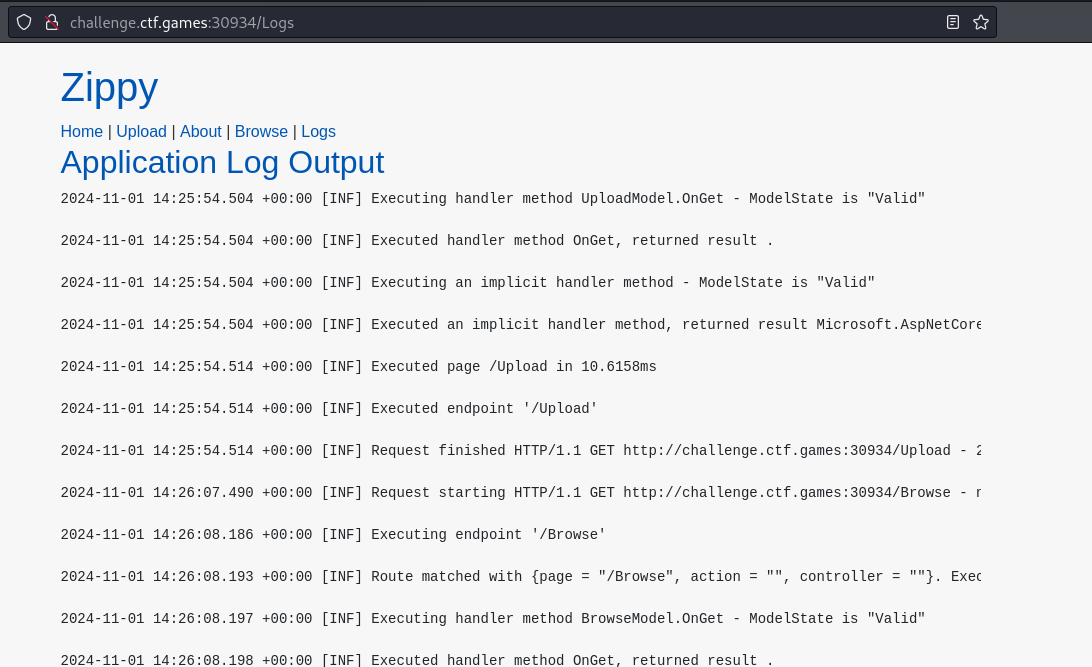 challenge.ctf.games:30934/Logs
Zippy
Home | Upload | About | Browse | Logs
Application Log Output
2024-11-01 14:25:54.504 +00:00 [INF] Executing handler method UploadModel.OnGet - ModelState is "Valid"
2024-11-01 14:25:54.504 +00:00 [INF] Executed handler method OnGet, returned result .
2024-11-01 14:25:54.504 +00:00 [INF] Executing an implicit handler method - ModelState is "Valid"
2024-11-01 14:25:54.504 +00:00 [INF] Executed an implicit handler method, returned result Microsoft.AspNetCore
2024-11-01 14:25:54.514 +00:00 [INF] Executed page /Upload in 10.6158ms
2024-11-01 14:25:54.514 +00:00 [INF] Executed endpoint '/Upload'
2024-11-01 14:25:54.514 +00:00 [INF] Request finished HTTP/1.1 GET http://challenge.ctf.games:30934/Upload - 2
2024-11-01 14:26:07.490 +00:00 [INF] Request starting HTTP/1.1 GET http://challenge.ctf.games:30934/Browse -
2024-11-01 14:26:08.186 +00:00 [INF] Executing endpoint '/Browse'
2024-11-01 14:26:08.193 +00:00 [INF] Route matched with {page = "/Browse", action = "", controller = ""}. Exec
2024-11-01 14:26:08.197 +00:00 [INF] Executing handler method BrowseModel.OnGet - ModelState is "Valid"
2024-11-01 14:26:08.198 +00:00 [INF] Executed handler method OnGet, returned result .